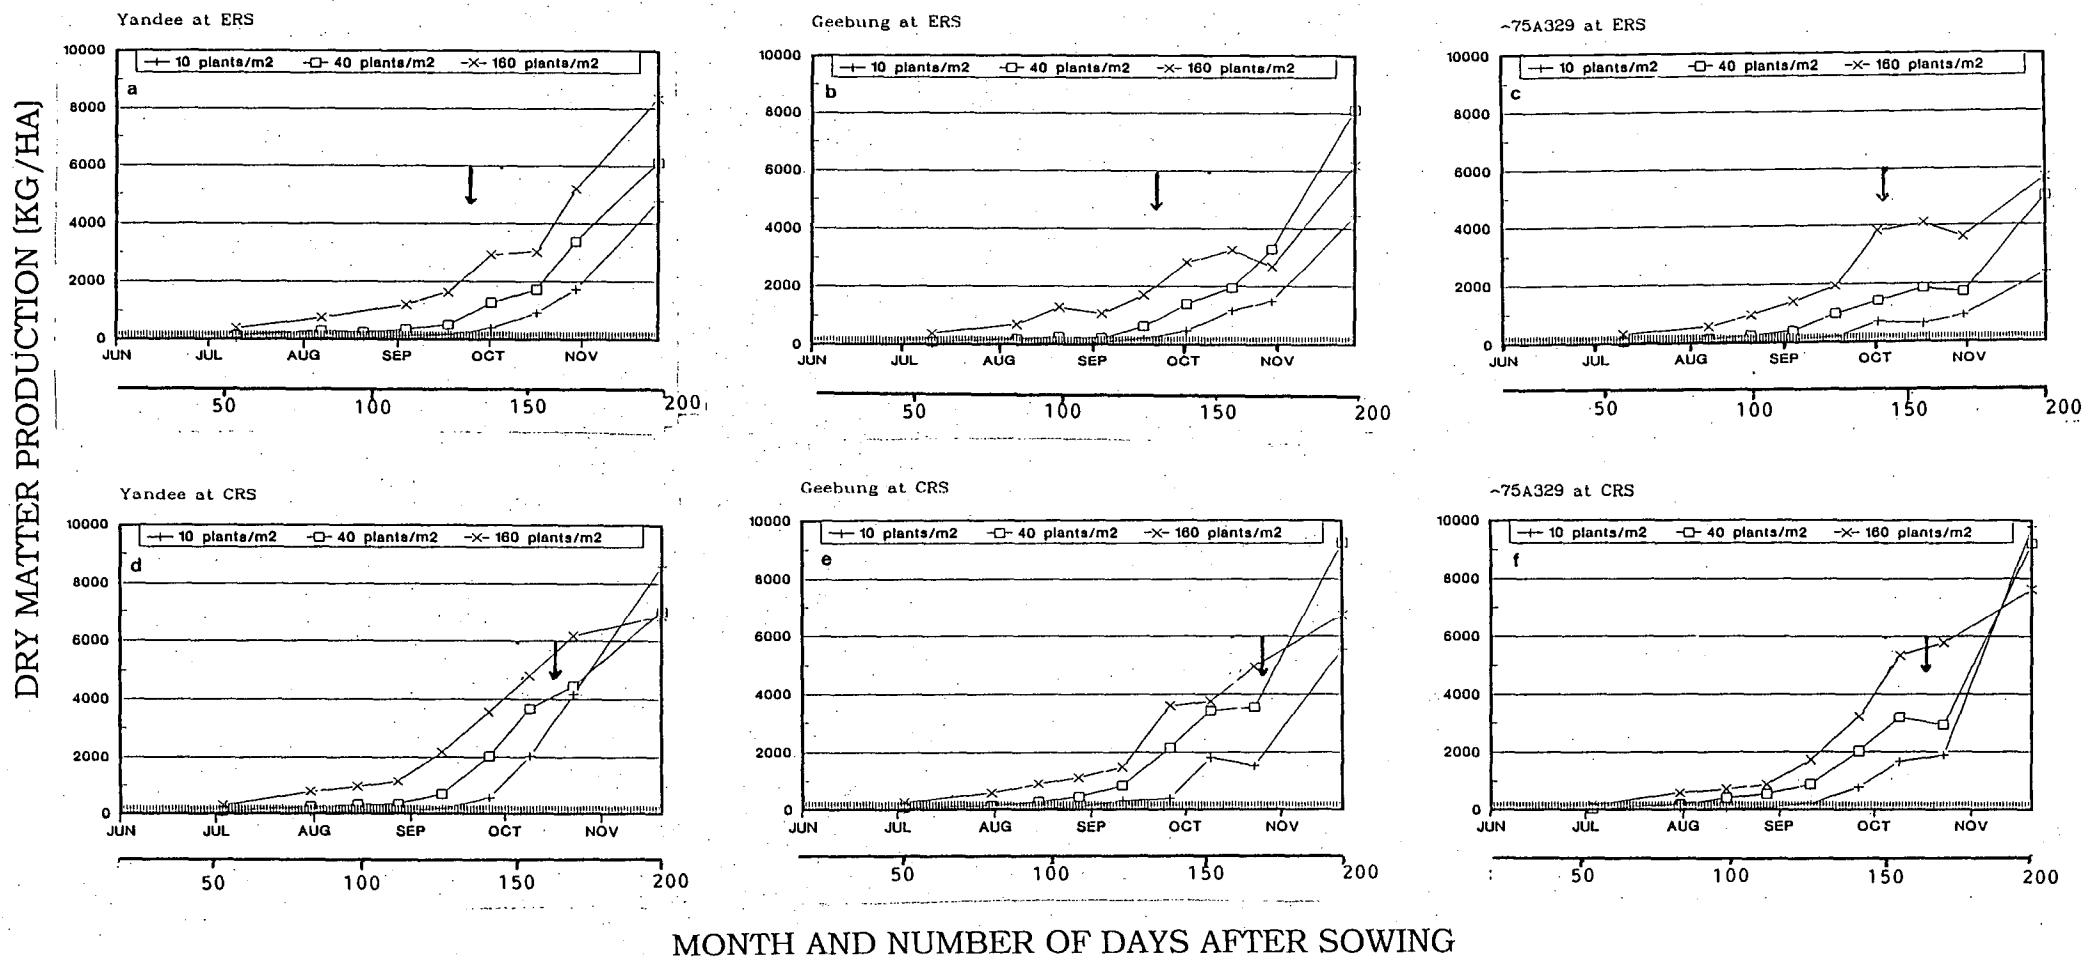 DRY MATTER PRODUCTION [KG/HA]
Yandee at ERS
10 plants/m2 40 plants/m2 160 plants/m2
a
10000
8000
6000
4000
2000
0
JUN JUL AUG SEP OCT NOV
50 100 150 200
Geebung at ERS
10 plants/m2 40 plants/m2 160 plants/m2
b
10000
8000
6000
4000
2000
0
JUN JUL AUG SEP OCT NOV
50 100 150 200
~75A329 at ERS
10 plants/m2 40 plants/m2 160 plants/m2
c
10000
8000
6000
4000
2000
0
JUN JUL AUG SEP OCT NOV
50 100 150 200
Yandee at CRS
10 plants/m2 40 plants/m2 160 plants/m2
d
10000
8000
6000
4000
2000
0
JUN JUL AUG SEP OCT NOV
50 100 150 200
Geebung at CRS
10 plants/m2 40 plants/m2 160 plants/m2
e
10000
8000
6000
4000
2000
0
JUN JUL AUG SEP OCT NOV
50 100 150 200
~75A329 at CRS
10 plants/m2 40 plants/m2 160 plants/m2
f
10000
8000
6000
4000
2000
0
JUN JUL AUG SEP OCT NOV
50 100 150 200
MONTH AND NUMBER OF DAYS AFTER SOWING